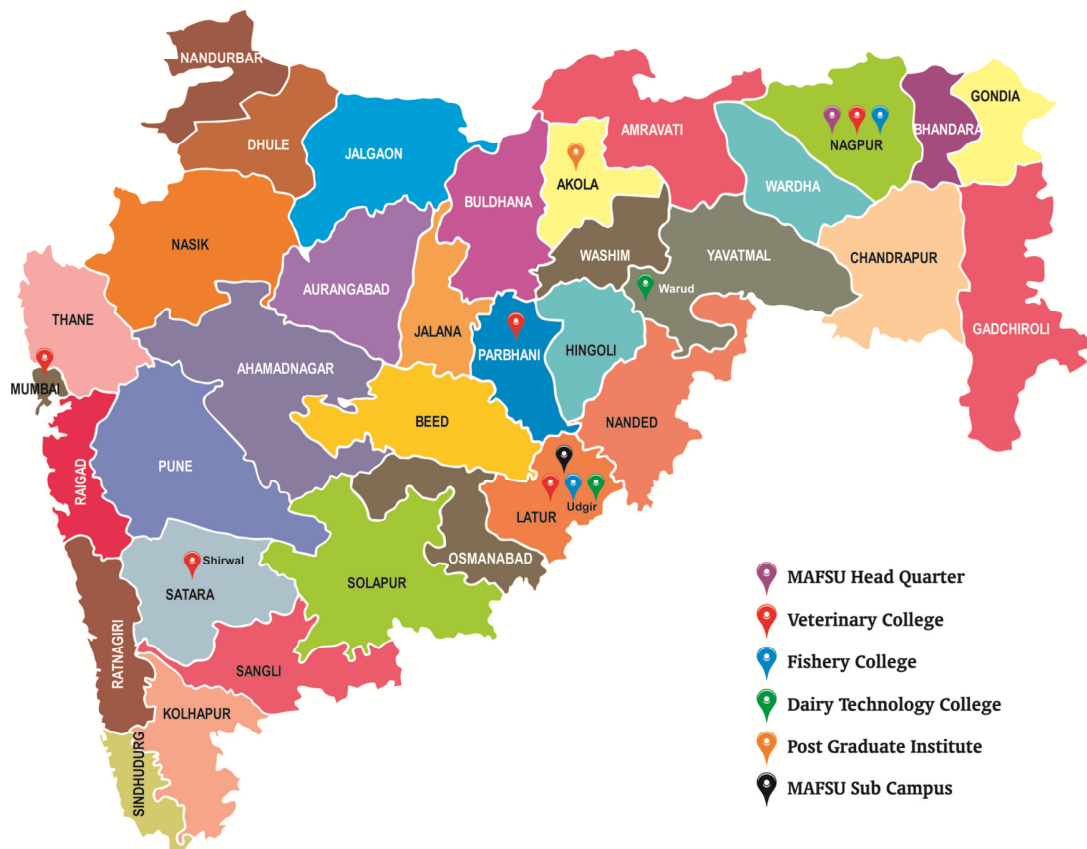 NANDURBAR
DHULE
JALGAON
NASIK
AURANGABAD
JALANA
BULDHANA
AKOLA
AMRAVATI
WASHIM
WARDHA
NAGPUR
BHANDARA
GONDIA
YAVATMAL
Warud
CHANDRAPUR
GADCHIROLI
THANE
MUMBAI
AHAMADNAGAR
PARBHANI
HINGOLI
NANDED
BEED
RAIGAD
PUNE
LATUR
Udgir
OSMANABAD
SOLAPUR
Shirwal
SATARA
RATNAGIRI
SANGLI
KOLHAPUR
SINDHUDURG
MAFSU Head Quarter
Veterinary College
Fishery College
Dairy Technology College
Post Graduate Institute
MAFSU Sub Campus